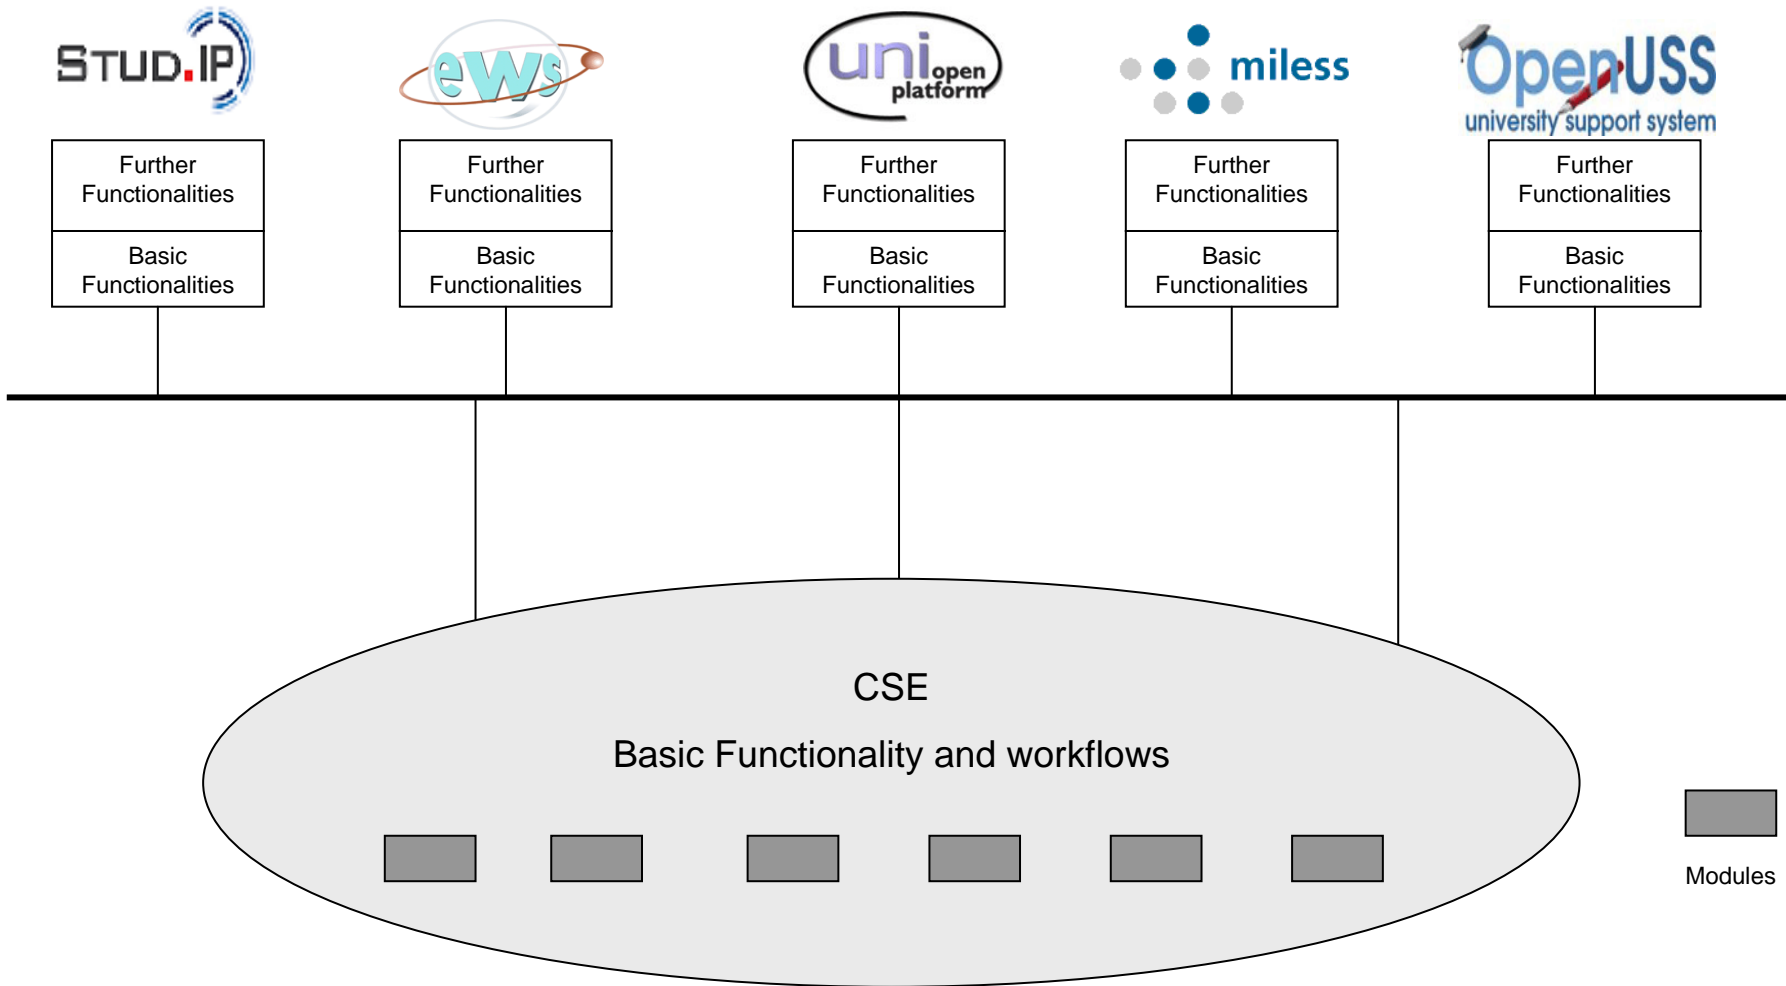 STUD.IP
ews
uni open
platform
miless
OpenUSS
university support system
Further
Functionalities
Basic
Functionalities
Further
Functionalities
Basic
Functionalities
Further
Functionalities
Basic
Functionalities
Further
Functionalities
Basic
Functionalities
Further
Functionalities
Basic
Functionalities
CSE
Basic Functionality and workflows
Modules